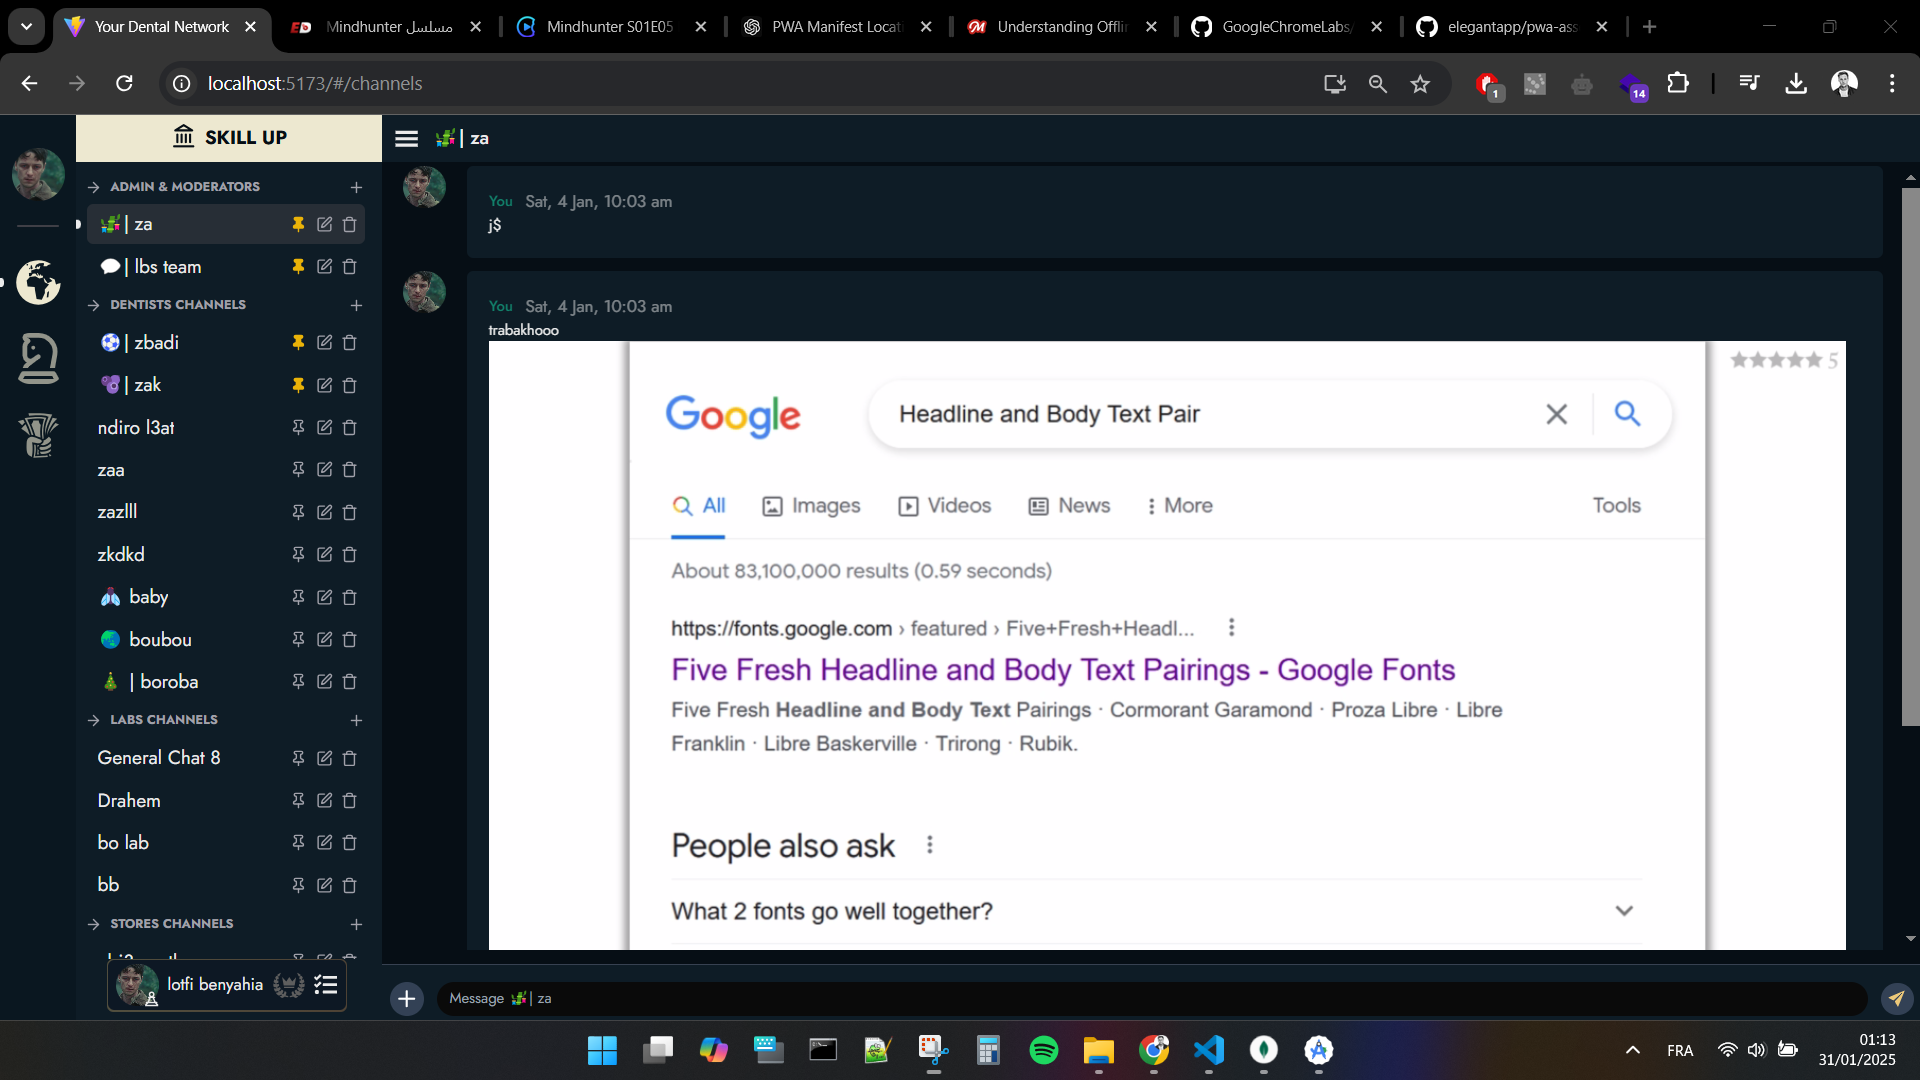 Your Dental Network
Mindhunter مسلسل
Mindhunter S01E05
PWA Manifest Locati
Understanding Offlin
GoogleChromeLabs/
elegantapp/pwa-ass
localhost:5173/#/channels
1
14
SKILL UP
ADMIN & MODERATORS
| za
| lbs team
DENTISTS CHANNELS
| zbadi
| zak
ndiro l3at
zaa
zazlll
zkdkd
baby
boubou
| boroba
LABS CHANNELS
General Chat 8
Drahem
bo lab
bb
STORES CHANNELS
lotfi benyahia
| za
You Sat, 4 Jan, 10:03 am
j$
You Sat, 4 Jan, 10:03 am
trabakhooo
5
Google
Headline and Body Text Pair
All Images Videos News More Tools
About 83,100,000 results (0.59 seconds)
https://fonts.google.com › featured › Five+Fresh+Headl...
Five Fresh Headline and Body Text Pairings - Google Fonts
Five Fresh Headline and Body Text Pairings · Cormorant Garamond · Proza Libre · Libre
Franklin · Libre Baskerville · Trirong · Rubik.
People also ask
What 2 fonts go well together?
Message | za
FRA
01:13
31/01/2025